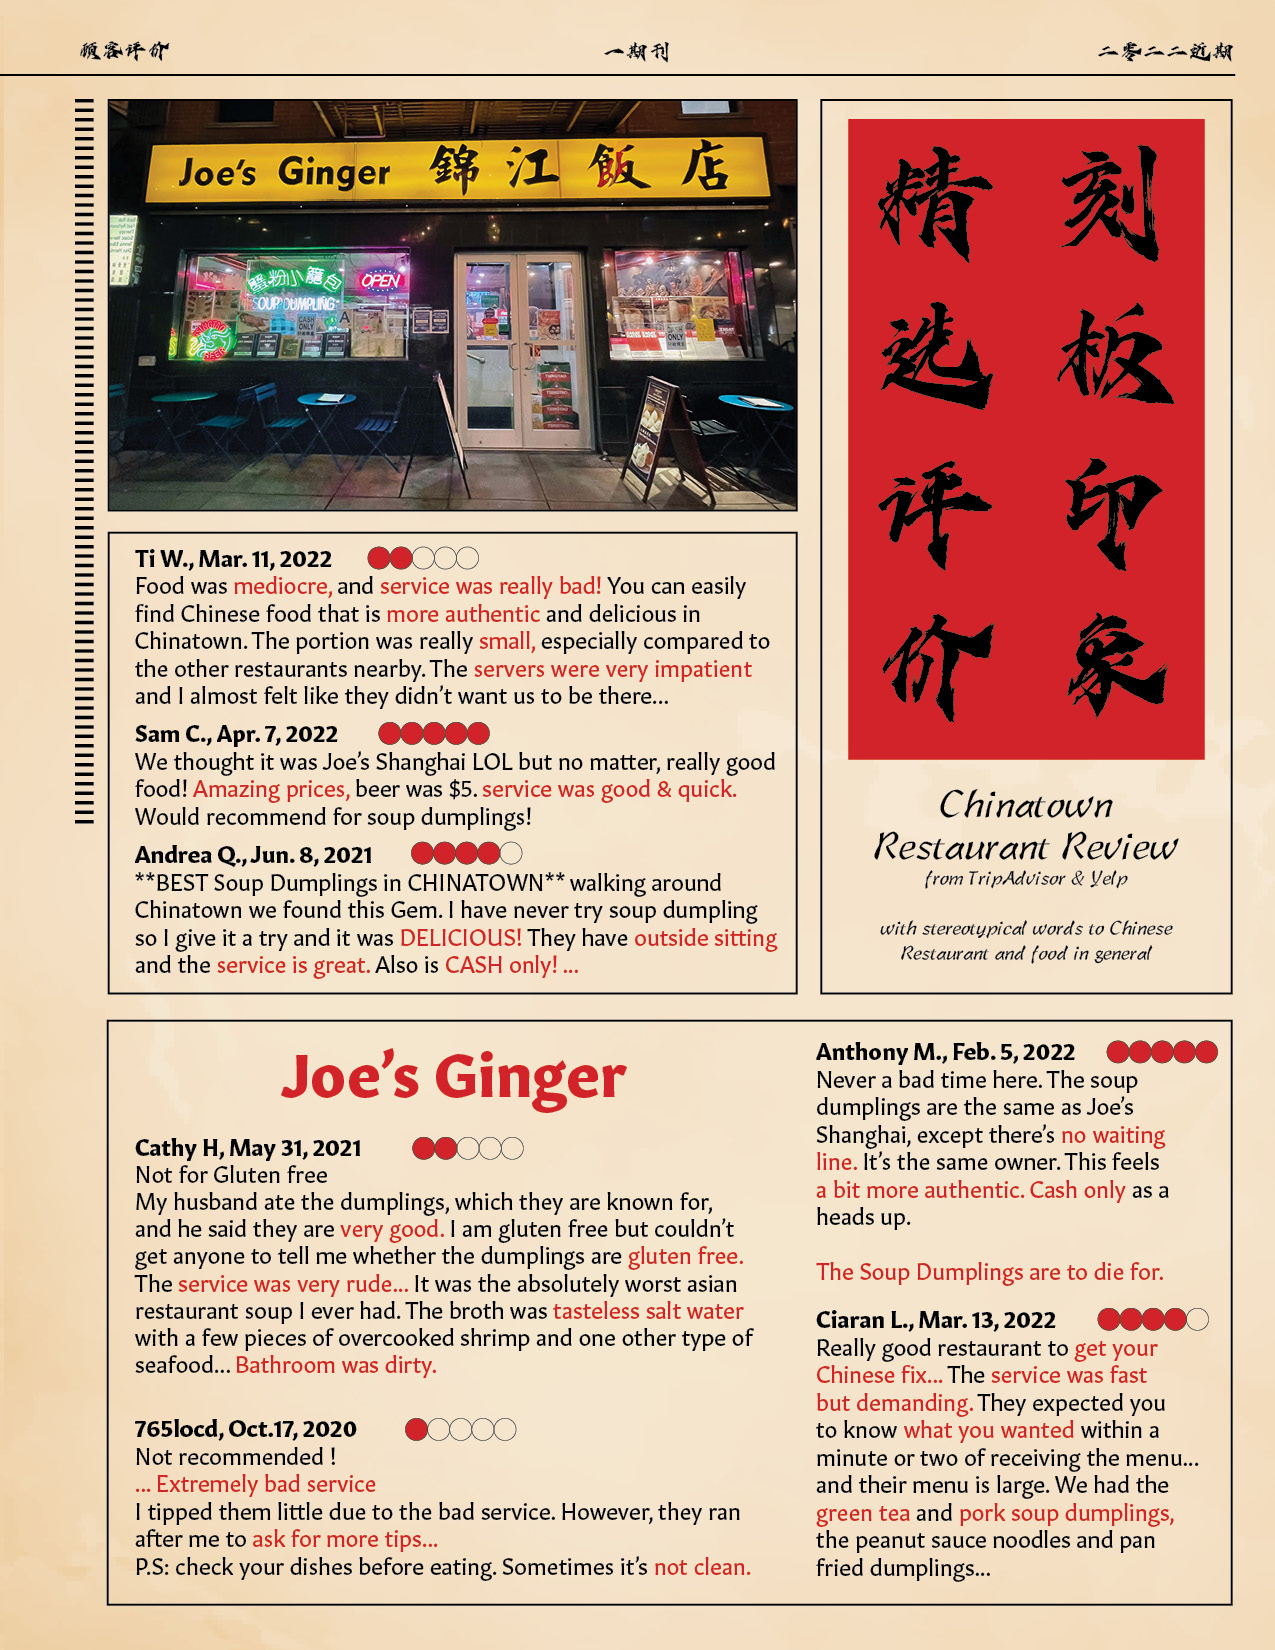 顾客评价
一期刊
二零二二近期
Joe's Ginger 錦江飯店
蟹粉小籠包
SOUP DUMPLING
OPEN
CASH
ONLY
精选评价
刻板印象
Chinatown
Restaurant Review
from TripAdvisor & Yelp
with stereotypical words to Chinese
Restaurant and food in general
Ti W., Mar. 11, 2022
Food was mediocre, and service was really bad! You can easily
find Chinese food that is more authentic and delicious in
Chinatown. The portion was really small, especially compared to
the other restaurants nearby. The servers were very impatient
and I almost felt like they didn't want us to be there...
Sam C., Apr. 7, 2022
We thought it was Joe's Shanghai LOL but no matter, really good
food! Amazing prices, beer was $5. service was good & quick.
Would recommend for soup dumplings!
Andrea Q., Jun. 8, 2021
**BEST Soup Dumplings in CHINATOWN** walking around
Chinatown we found this Gem. I have never try soup dumpling
so I give it a try and it was DELICIOUS! They have outside sitting
and the service is great. Also is CASH only! ...
Joe's Ginger
Cathy H, May 31, 2021
Not for Gluten free
My husband ate the dumplings, which they are known for,
and he said they are very good. I am gluten free but couldn't
get anyone to tell me whether the dumplings are gluten free.
The service was very rude... It was the absolutely worst asian
restaurant soup I ever had. The broth was tasteless salt water
with a few pieces of overcooked shrimp and one other type of
seafood... Bathroom was dirty.
765locd, Oct.17, 2020
Not recommended !
... Extremely bad service
I tipped them little due to the bad service. However, they ran
after me to ask for more tips...
P.S: check your dishes before eating. Sometimes it's not clean.
Anthony M., Feb. 5, 2022
Never a bad time here. The soup
dumplings are the same as Joe's
Shanghai, except there's no waiting
line. It's the same owner. This feels
a bit more authentic. Cash only as a
heads up.
The Soup Dumplings are to die for.
Ciaran L., Mar. 13, 2022
Really good restaurant to get your
Chinese fix... The service was fast
but demanding. They expected you
to know what you wanted within a
minute or two of receiving the menu...
and their menu is large. We had the
green tea and pork soup dumplings,
the peanut sauce noodles and pan
fried dumplings...